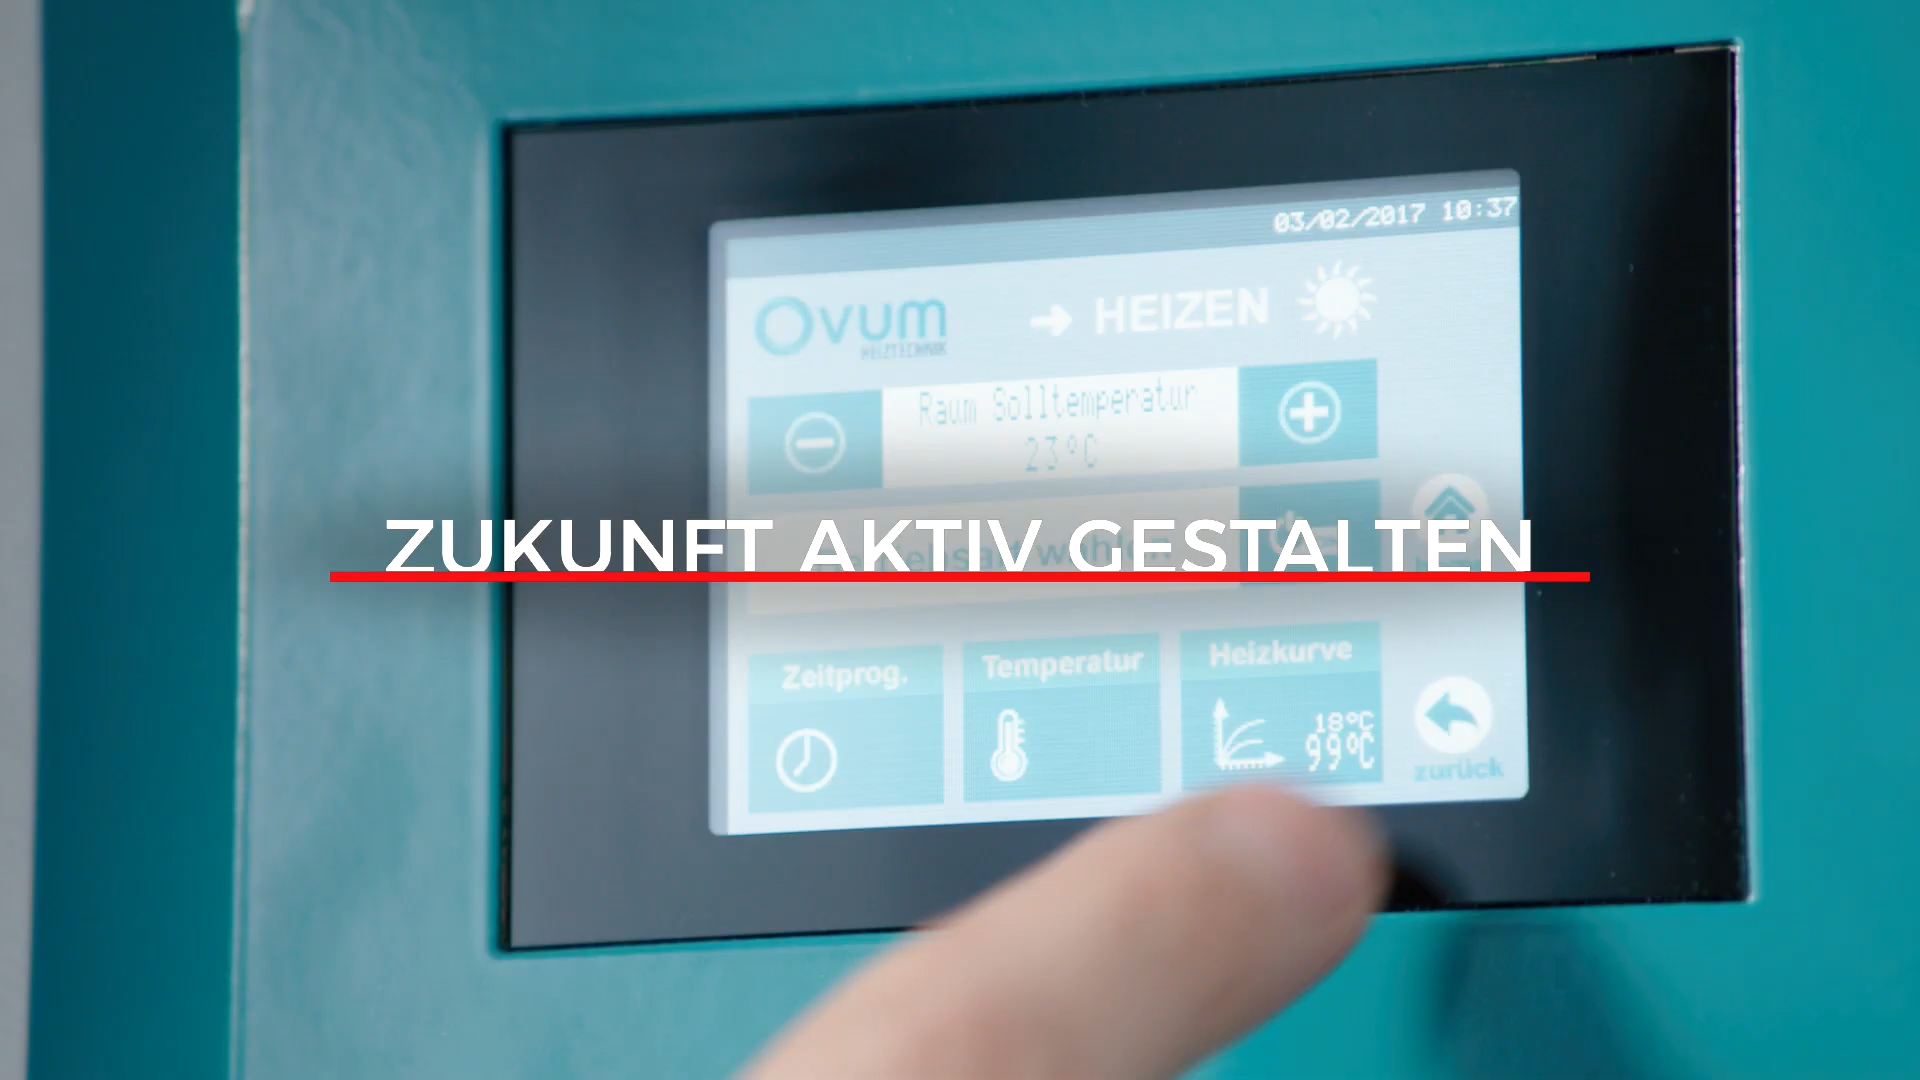 03/02/2017 10:37
Ovum
HEIZTECHNIK
→ HEIZEN
Raum Solltemperatur
23°C
ZUKUNFT AKTIV GESTALTEN
Zeitprog.
Temperatur
Heizkurve
18°C
99°C
zurück